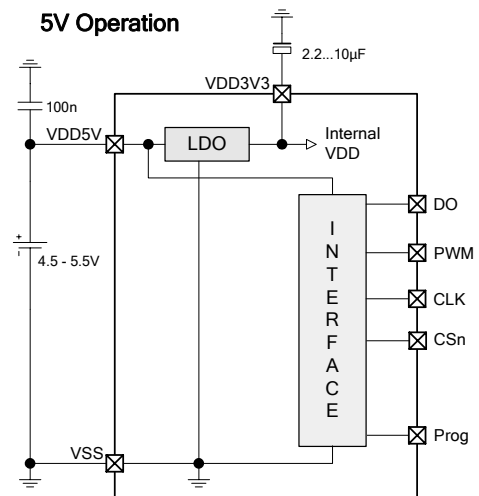 5V Operation
2.2...10µF
VDD3V3
100n
VDD5V
LDO
Internal
VDD
DO
I
N
T
E
R
F
A
C
E
PWM
+
-
4.5 - 5.5V
CLK
CSn
Prog
VSS